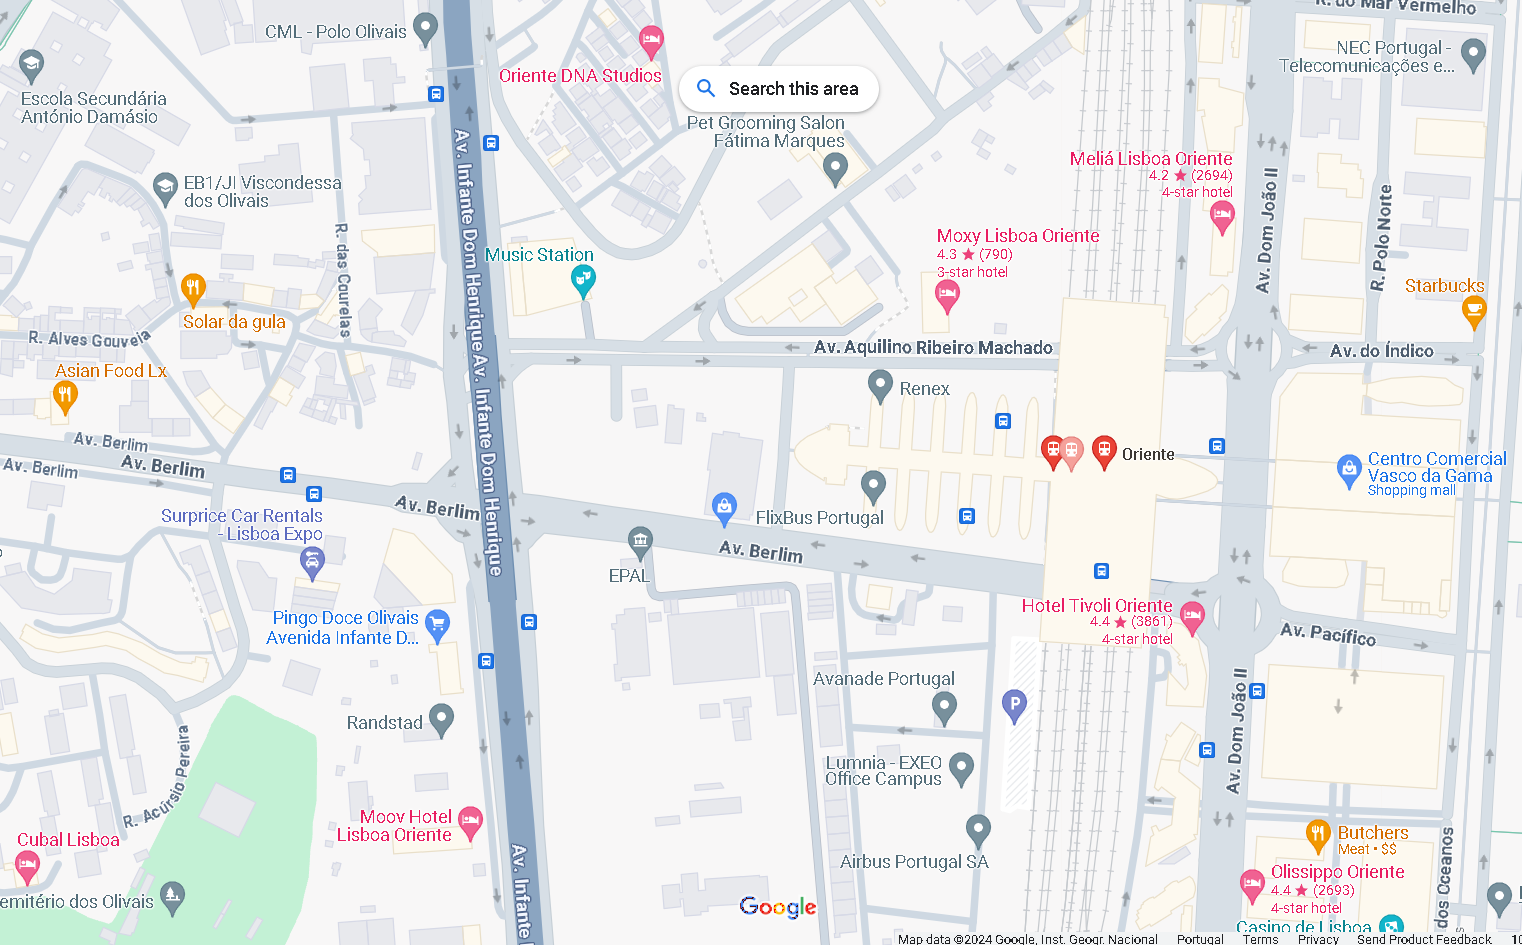 R. do Mar Vermelho
CML - Polo Olivais
NEC Portugal -
Telecomunicações e...
Oriente DNA Studios
Search this area
Escola Secundária
António Damásio
Pet Grooming Salon
Fátima Marques
Av. Infante Dom Henrique
Meliá Lisboa Oriente
4.2 ★ (2694)
4-star hotel
EB1/JI Viscondessa
dos Olivais
Av. Dom João II
R. Polo Norte
R. das Courelas
Moxy Lisboa Oriente
4.3 ★ (790)
3-star hotel
Music Station
Starbucks
Solar da gula
R. Alves Gouveia
Av. Aquilino Ribeiro Machado
Av. do Índico
Asian Food Lx
Renex
Av. Infante Dom Henrique
Av. Berlim
Av. Berlim
Av. Berlim
Oriente
Centro Comercial
Vasco da Gama
Shopping mall
Av. Berlim
Surprice Car Rentals
- Lisboa Expo
FlixBus Portugal
Av. Berlim
EPAL
Hotel Tivoli Oriente
4.4 ★ (3861)
4-star hotel
Pingo Doce Olivais
Avenida Infante D...
Av. Pacífico
Avanade Portugal
P
Av. Dom João II
Randstad
R. Acúrsio Pereira
Lumnia - EXEO
Office Campus
Moov Hotel
Lisboa Oriente
Butchers
Meat • $$
Cubal Lisboa
Airbus Portugal SA
Olissippo Oriente
4.4 ★ (2693)
4-star hotel
dos Oceanos
Av. Infante
emitério dos Olivais
Google
Casino de Lisboa
Map data ©2024 Google, Inst. Geogr. Nacional
Portugal
Terms
Privacy
Send Product Feedback
10